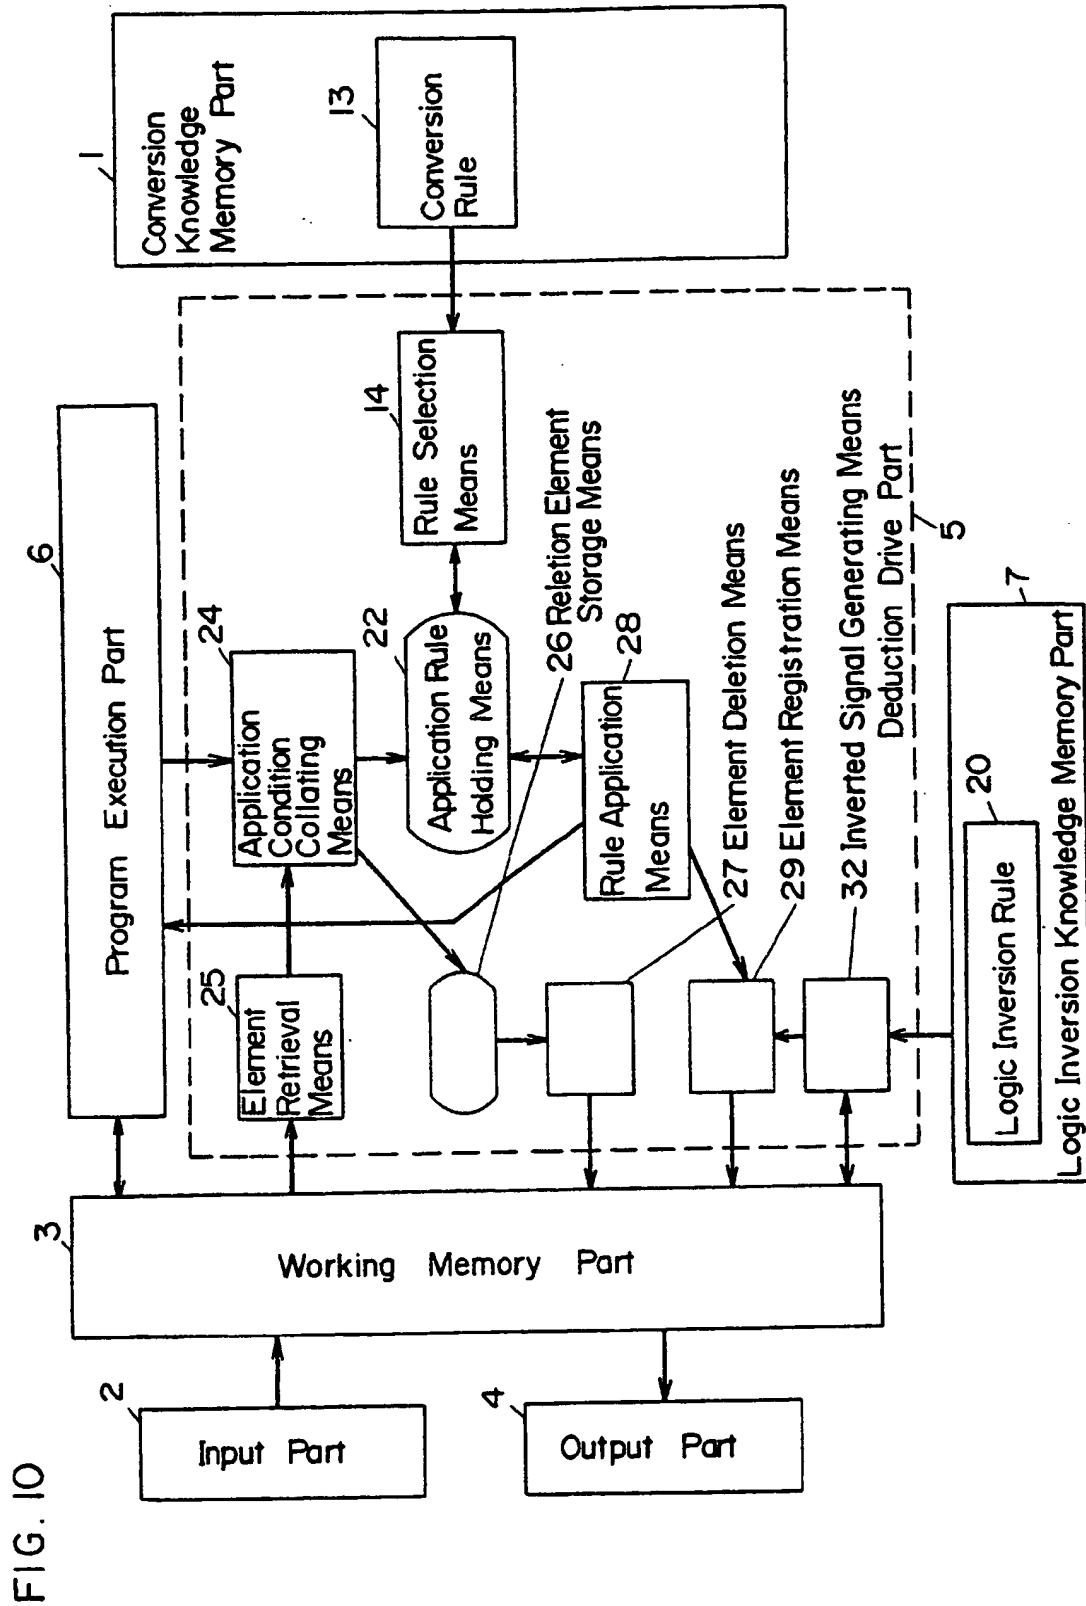 FIG. 10
2
Input Part
4
Output Part
3
Working Memory Part
6
Program Execution Part
25
Element
Retrieval
Means
24
Application
Condition
Collating
Means
22
Application Rule
Holding Means
14
Rule Selection
Means
1
Conversion
Knowledge
Memory Part
13
Conversion
Rule
26 Reletion Element
Storage Means
28
Rule Application
Means
27 Element Deletion Means
29 Element Registration Means
32 Inverted Signal Generating Means
Deduction Drive Part
5
7
20
Logic Inversion Rule
Logic Inversion Knowledge Memory Part